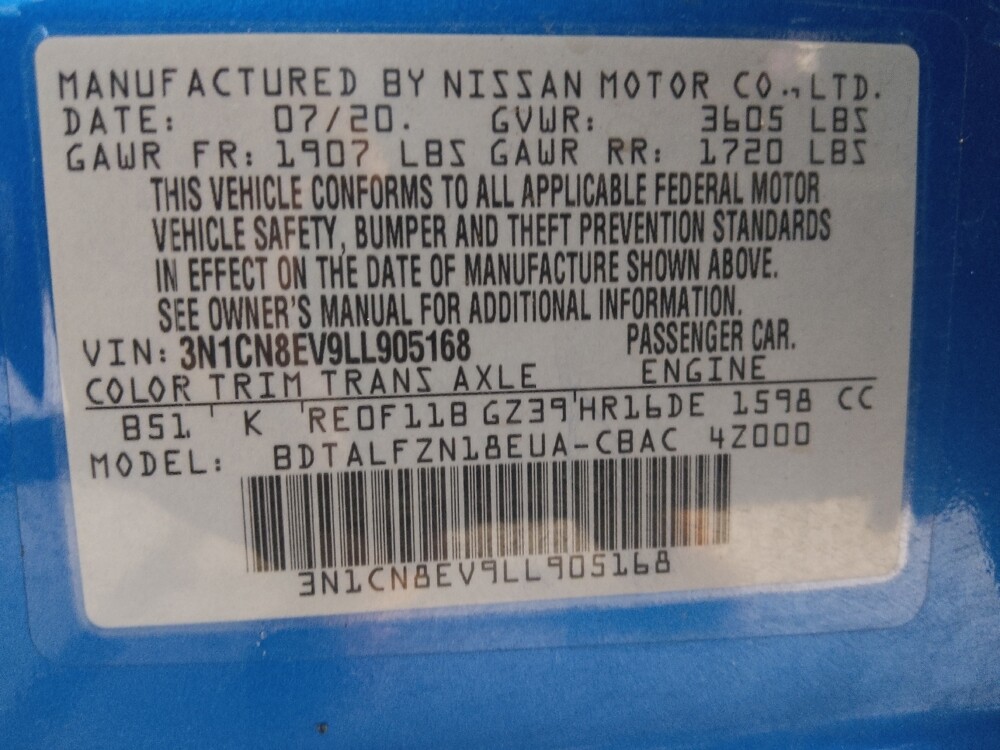 MANUFACTURED BY NISSAN MOTOR CO., LTD.
DATE: 07/20. GVWR: 3605 LBS
GAWR FR: 1907 LBS GAWR RR: 1720 LBS
THIS VEHICLE CONFORMS TO ALL APPLICABLE FEDERAL MOTOR
VEHICLE SAFETY, BUMPER AND THEFT PREVENTION STANDARDS
IN EFFECT ON THE DATE OF MANUFACTURE SHOWN ABOVE.
SEE OWNER'S MANUAL FOR ADDITIONAL INFORMATION.
VIN: 3N1CN8EV9LL905168 PASSENGER CAR.
COLOR TRIM TRANS AXLE ENGINE
B51 ' K 'RE0F11B GZ39'HR16DE 1598 CC
MODEL: BDTALFZN18EUA-CBAC 4Z000
3N1CN8EV9LL905168